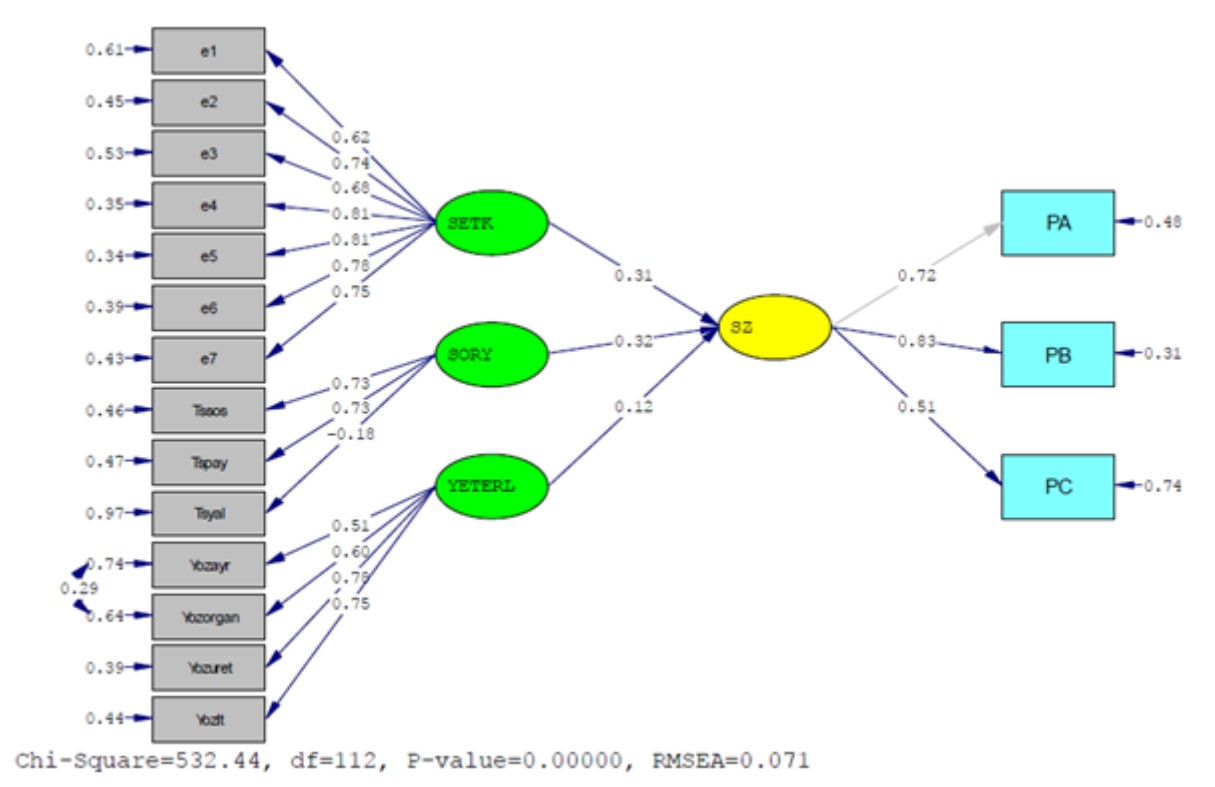 0.61 e1
0.45 e2
0.53 e3
0.35 e4
0.34 e5
0.39 e6
0.43 e7
0.46 Tssos
0.47 Tspay
0.97 Tsyal
0.74 Yozayr
0.29
0.64 Yozorgan
0.39 Yozuret
0.44 Yozlt
0.62
0.74
0.68
0.81
0.81
0.78
0.75
0.73
0.73
-0.18
0.51
0.60
0.78
0.75
SETK
SORY
YETERL
0.31
0.32
0.12
SZ
0.72
0.83
0.51
PA 0.48
PB 0.31
PC 0.74
Chi-Square=532.44, df=112, P-value=0.00000, RMSEA=0.071